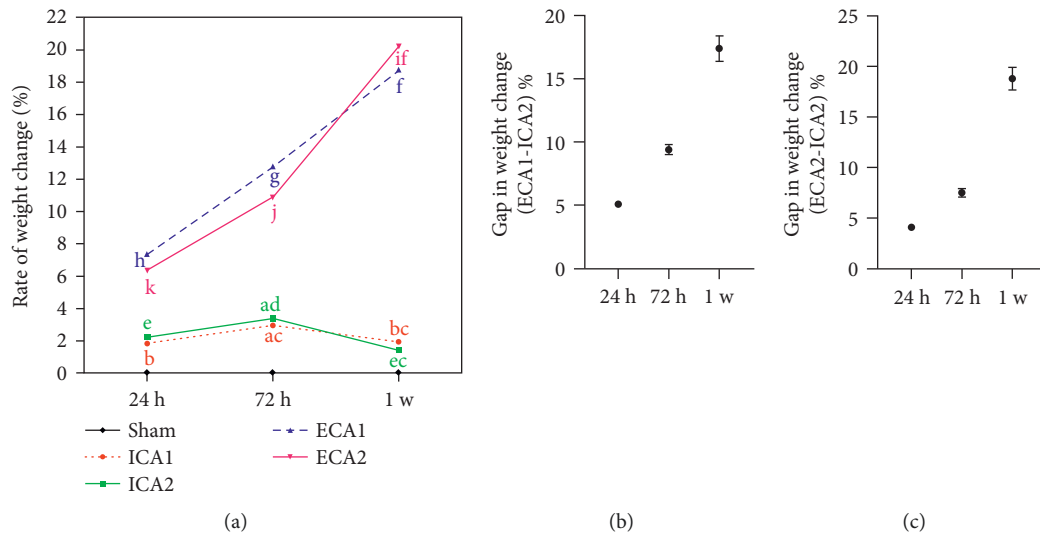 Rate of weight change (%)
22
20
18
16
14
12
10
8
6
4
2
0
h
k
g
j
if
f
e
b
ad
ac
bc
ec
24 h
72 h
1 w
Sham
ICA1
ICA2
ECA1
ECA2
(a)
Gap in weight change
(ECA1-ICA2) %
20
15
10
5
0
24 h
72 h
1 w
(b)
Gap in weight change
(ECA2-ICA2) %
25
20
15
10
5
0
24 h
72 h
1 w
(c)